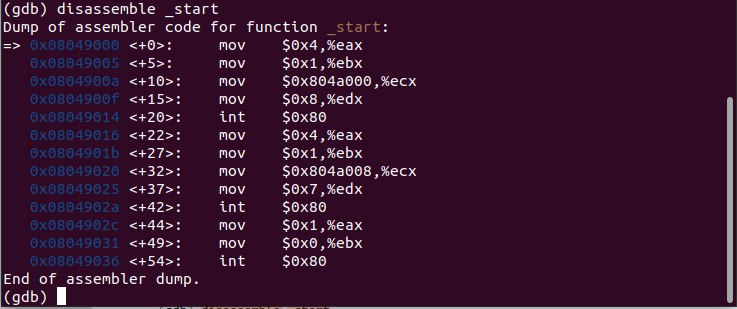 (gdb) disassemble _start
Dump of assembler code for function _start:
=> 0x08049000 <+0>:     mov    $0x4,%eax
   0x08049005 <+5>:     mov    $0x1,%ebx
   0x0804900a <+10>:    mov    $0x804a000,%ecx
   0x0804900f <+15>:    mov    $0x8,%edx
   0x08049014 <+20>:    int    $0x80
   0x08049016 <+22>:    mov    $0x4,%eax
   0x0804901b <+27>:    mov    $0x1,%ebx
   0x08049020 <+32>:    mov    $0x804a008,%ecx
   0x08049025 <+37>:    mov    $0x7,%edx
   0x0804902a <+42>:    int    $0x80
   0x0804902c <+44>:    mov    $0x1,%eax
   0x08049031 <+49>:    mov    $0x0,%ebx
   0x08049036 <+54>:    int    $0x80
End of assembler dump.
(gdb)